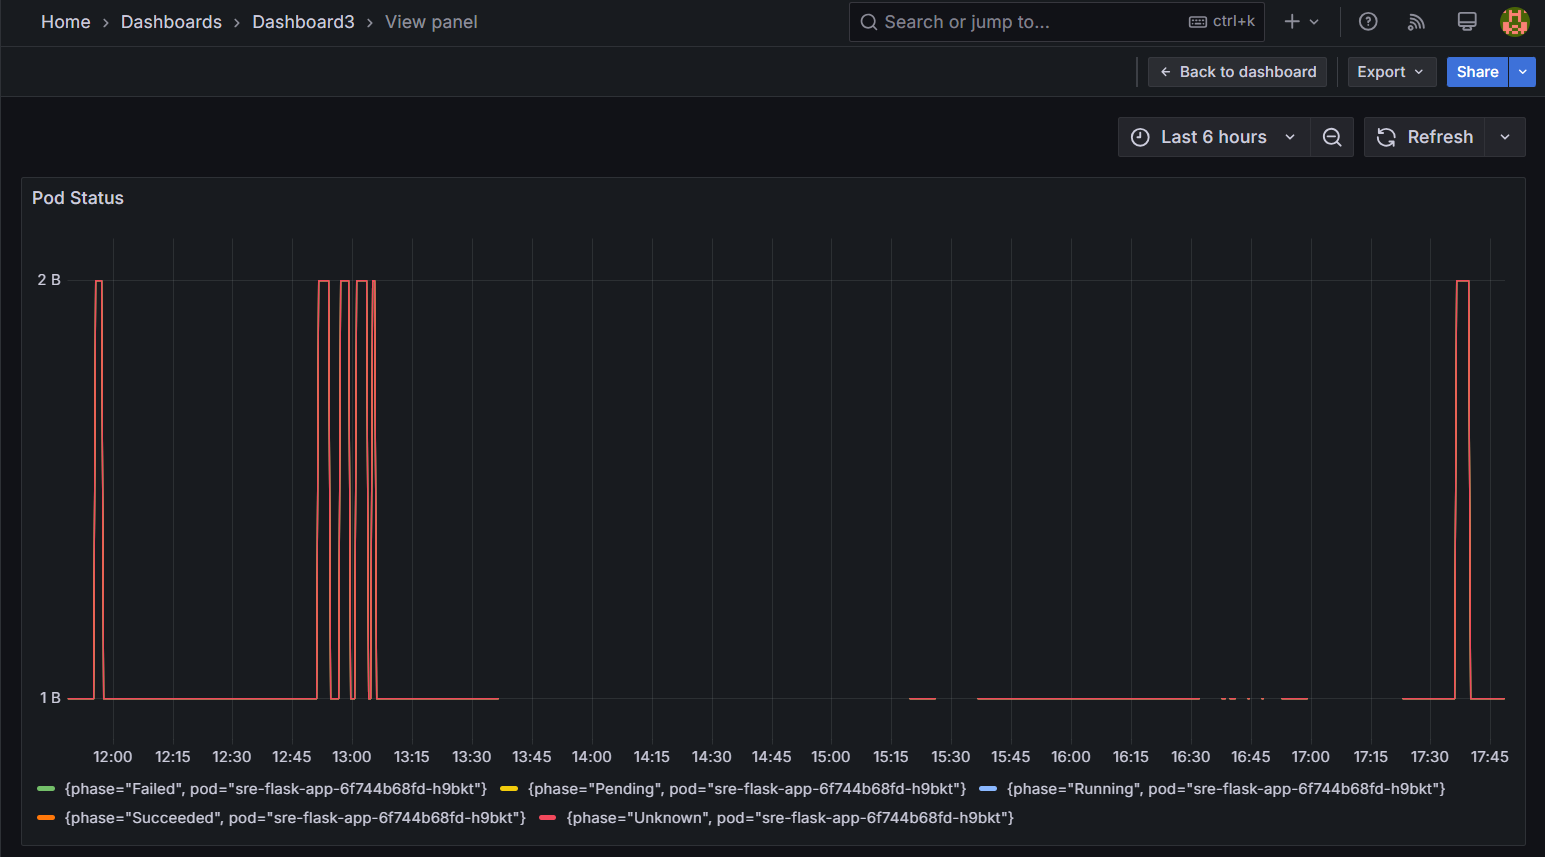 Home › Dashboards › Dashboard3 › View panel
Search or jump to... ctrl+k
Back to dashboard Export Share
Last 6 hours Refresh
Pod Status
2 B
1 B
12:00 12:15 12:30 12:45 13:00 13:15 13:30 13:45 14:00 14:15 14:30 14:45 15:00 15:15 15:30 15:45 16:00 16:15 16:30 16:45 17:00 17:15 17:30 17:45
{phase="Failed", pod="sre-flask-app-6f744b68fd-h9bkt"} {phase="Pending", pod="sre-flask-app-6f744b68fd-h9bkt"} {phase="Running", pod="sre-flask-app-6f744b68fd-h9bkt"}
{phase="Succeeded", pod="sre-flask-app-6f744b68fd-h9bkt"} {phase="Unknown", pod="sre-flask-app-6f744b68fd-h9bkt"}